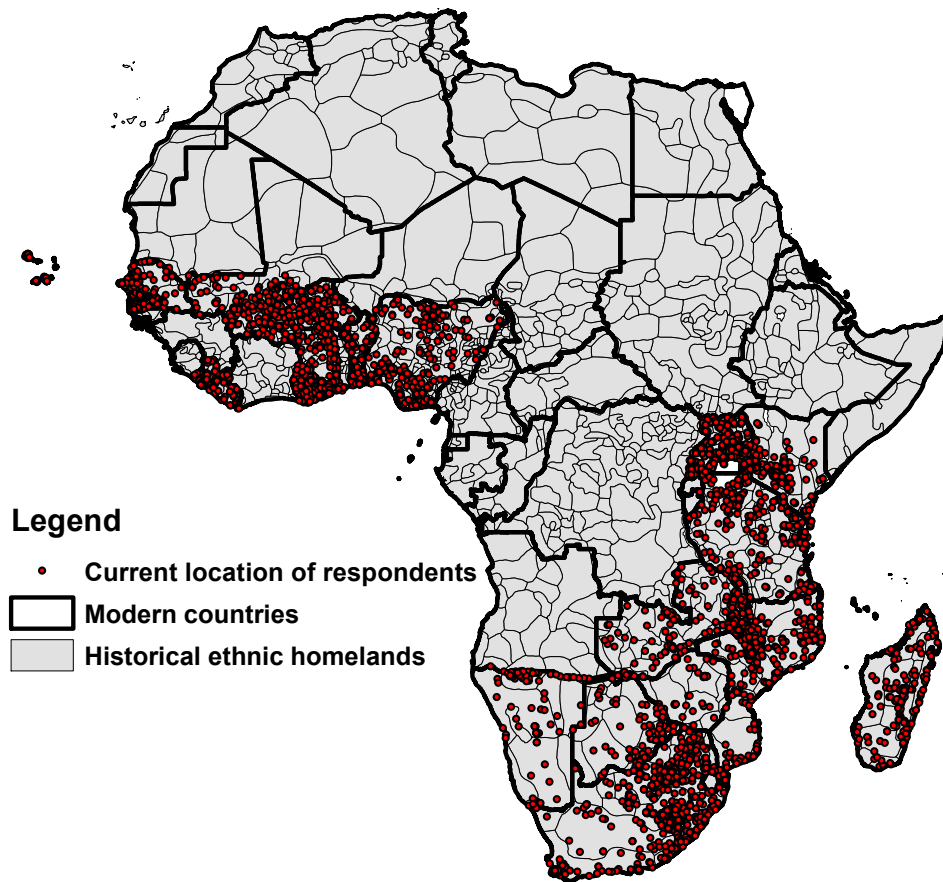 Legend
Current location of respondents
Modern countries
Historical ethnic homelands